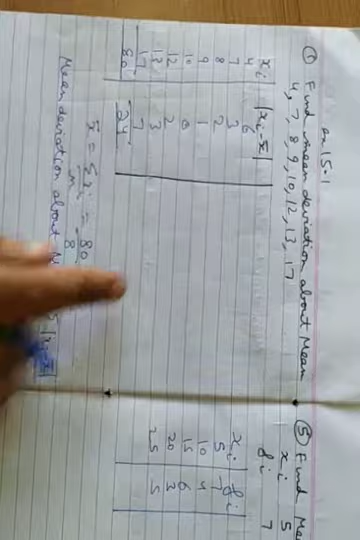 ex 15.1
① Find mean deviation about Mean
4, 7, 8, 9, 10, 12, 13, 17
xi |xi-x̄|
4 6
7 3
8 2
9 1
10 0
12 2
13 3
17 7
80 24
x̄ = Σxi/n = 80/8
Mean deviation about
|xi-x̄|
⑤ Find Me
xi 5
fi 7
xi fi
5 7
10 4
15 6
20 3
25 5